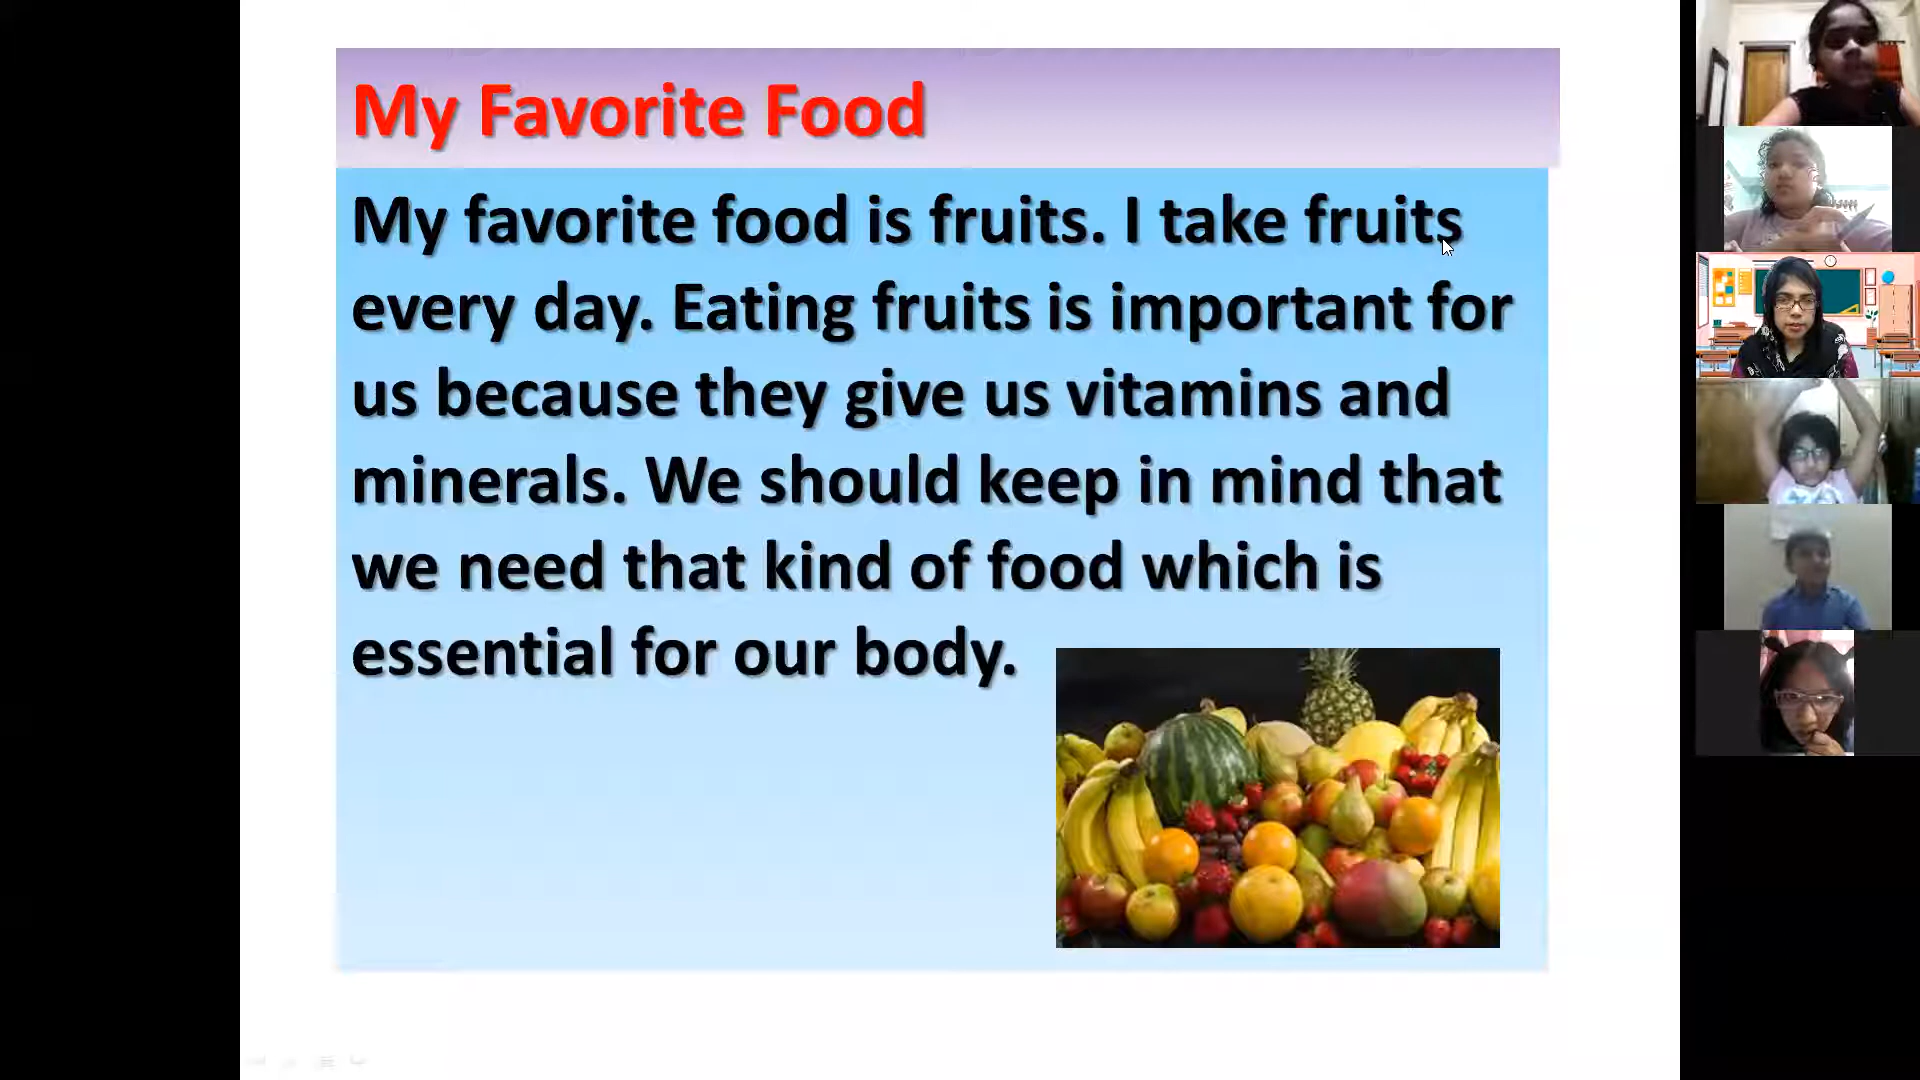 My Favorite Food
My favorite food is fruits. I take fruits
every day. Eating fruits is important for
us because they give us vitamins and
minerals. We should keep in mind that
we need that kind of food which is
essential for our body.